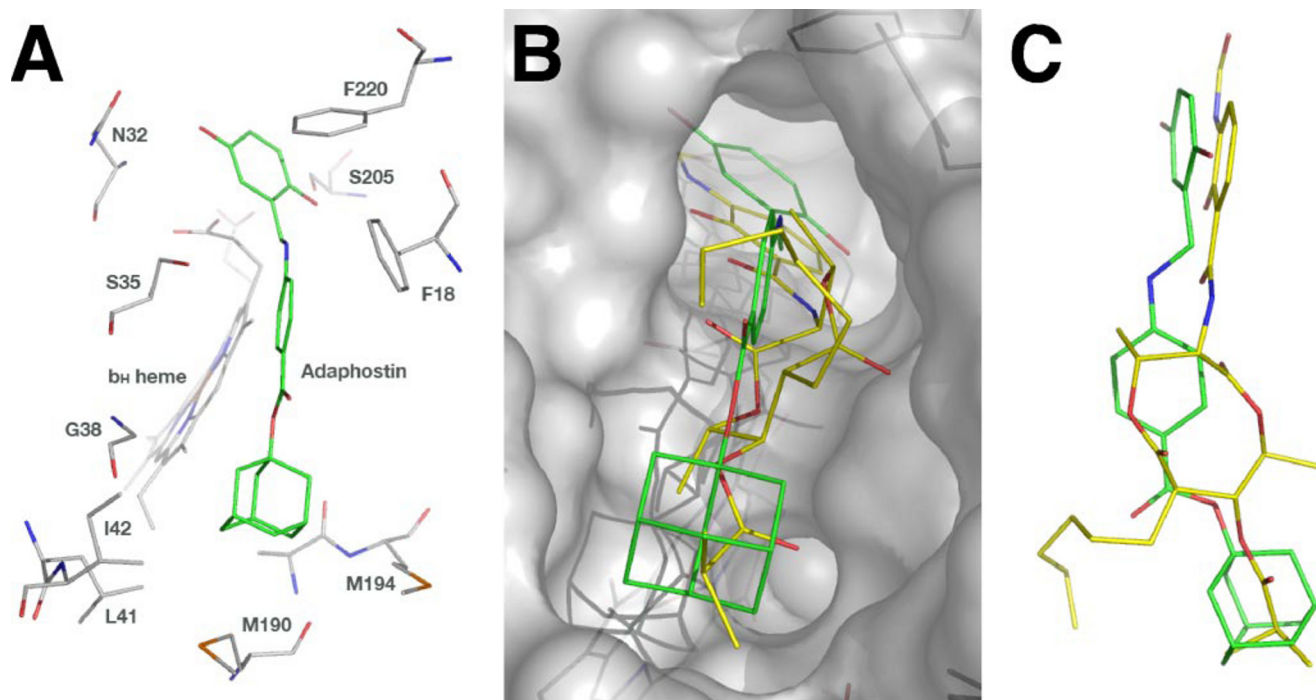 A
B
C
F220
N32
S205
S35
F18
bH heme
Adaphostin
G38
I42
M194
L41
M190